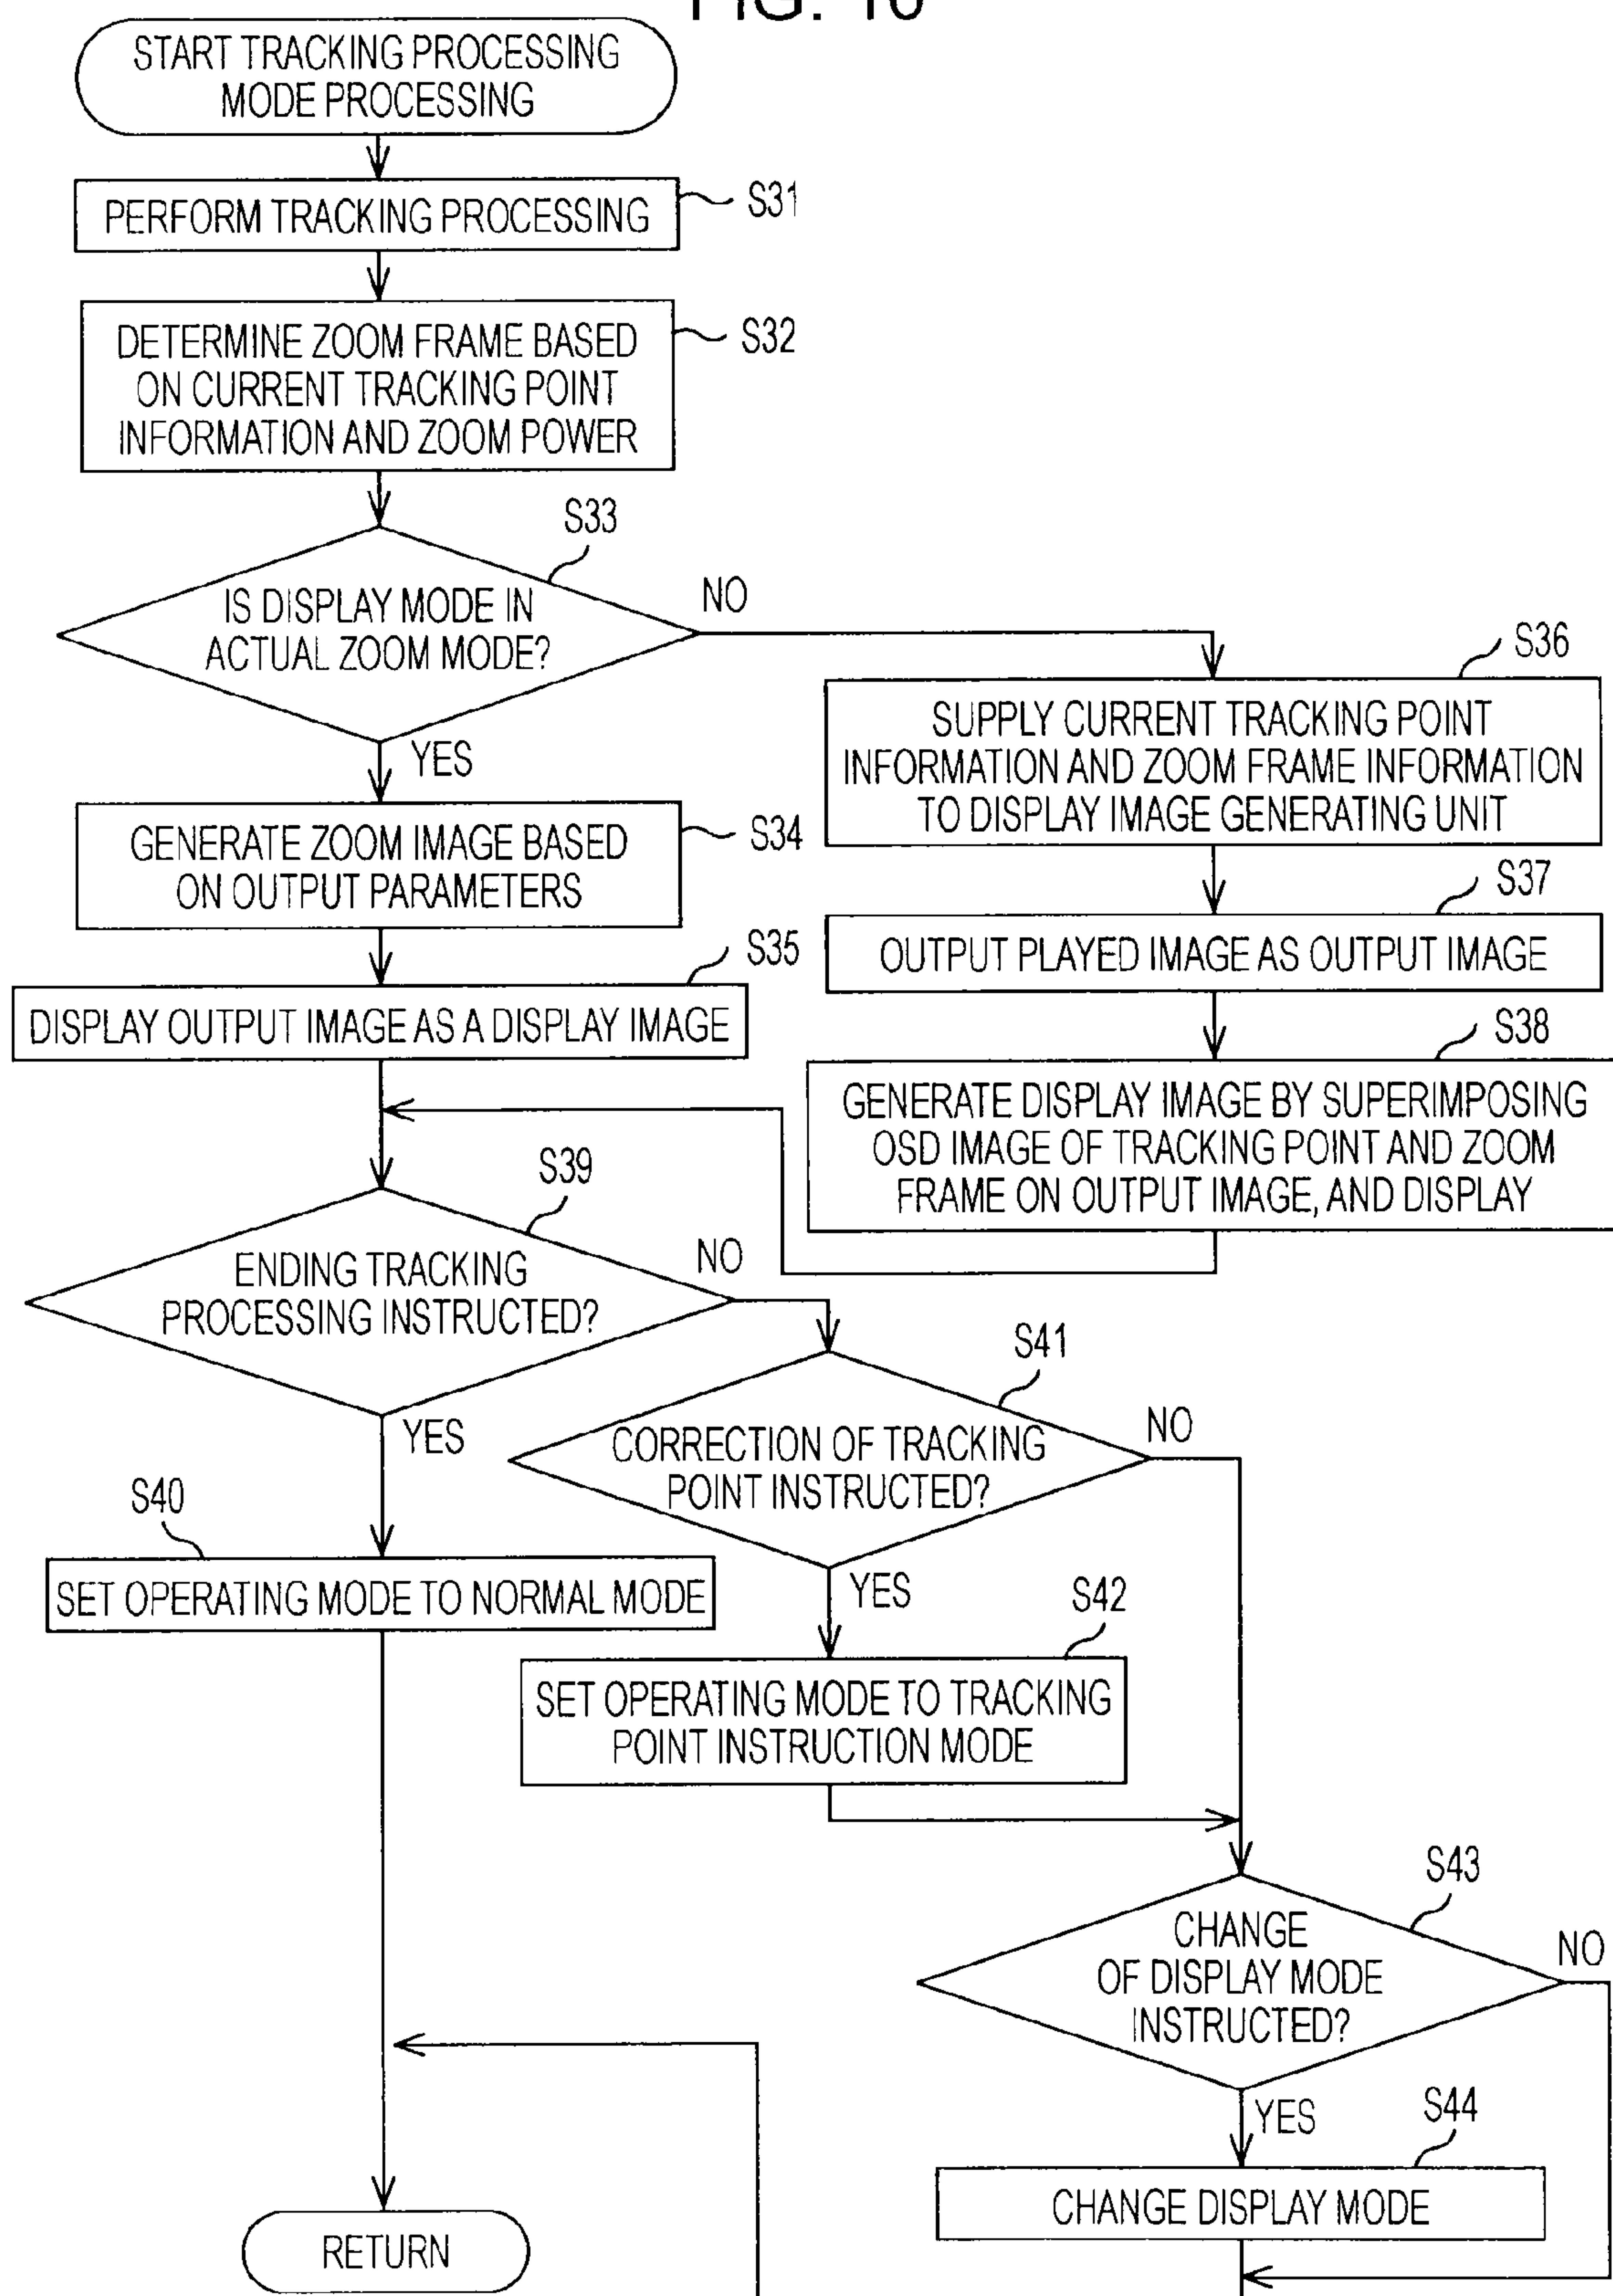 START TRACKING PROCESSING
MODE PROCESSING
PERFORM TRACKING PROCESSING
S31
DETERMINE ZOOM FRAME BASED
ON CURRENT TRACKING POINT
INFORMATION AND ZOOM POWER
S32
S33
IS DISPLAY MODE IN
ACTUAL ZOOM MODE?
NO
YES
S36
SUPPLY CURRENT TRACKING POINT
INFORMATION AND ZOOM FRAME INFORMATION
TO DISPLAY IMAGE GENERATING UNIT
GENERATE ZOOM IMAGE BASED
ON OUTPUT PARAMETERS
S34
S37
OUTPUT PLAYED IMAGE AS OUTPUT IMAGE
S35
DISPLAY OUTPUT IMAGE AS A DISPLAY IMAGE
S38
GENERATE DISPLAY IMAGE BY SUPERIMPOSING
OSD IMAGE OF TRACKING POINT AND ZOOM
FRAME ON OUTPUT IMAGE, AND DISPLAY
S39
ENDING TRACKING
PROCESSING INSTRUCTED?
NO
YES
S41
CORRECTION OF TRACKING
POINT INSTRUCTED?
NO
YES
S40
SET OPERATING MODE TO NORMAL MODE
S42
SET OPERATING MODE TO TRACKING
POINT INSTRUCTION MODE
S43
CHANGE
OF DISPLAY MODE
INSTRUCTED?
NO
YES
S44
CHANGE DISPLAY MODE
RETURN